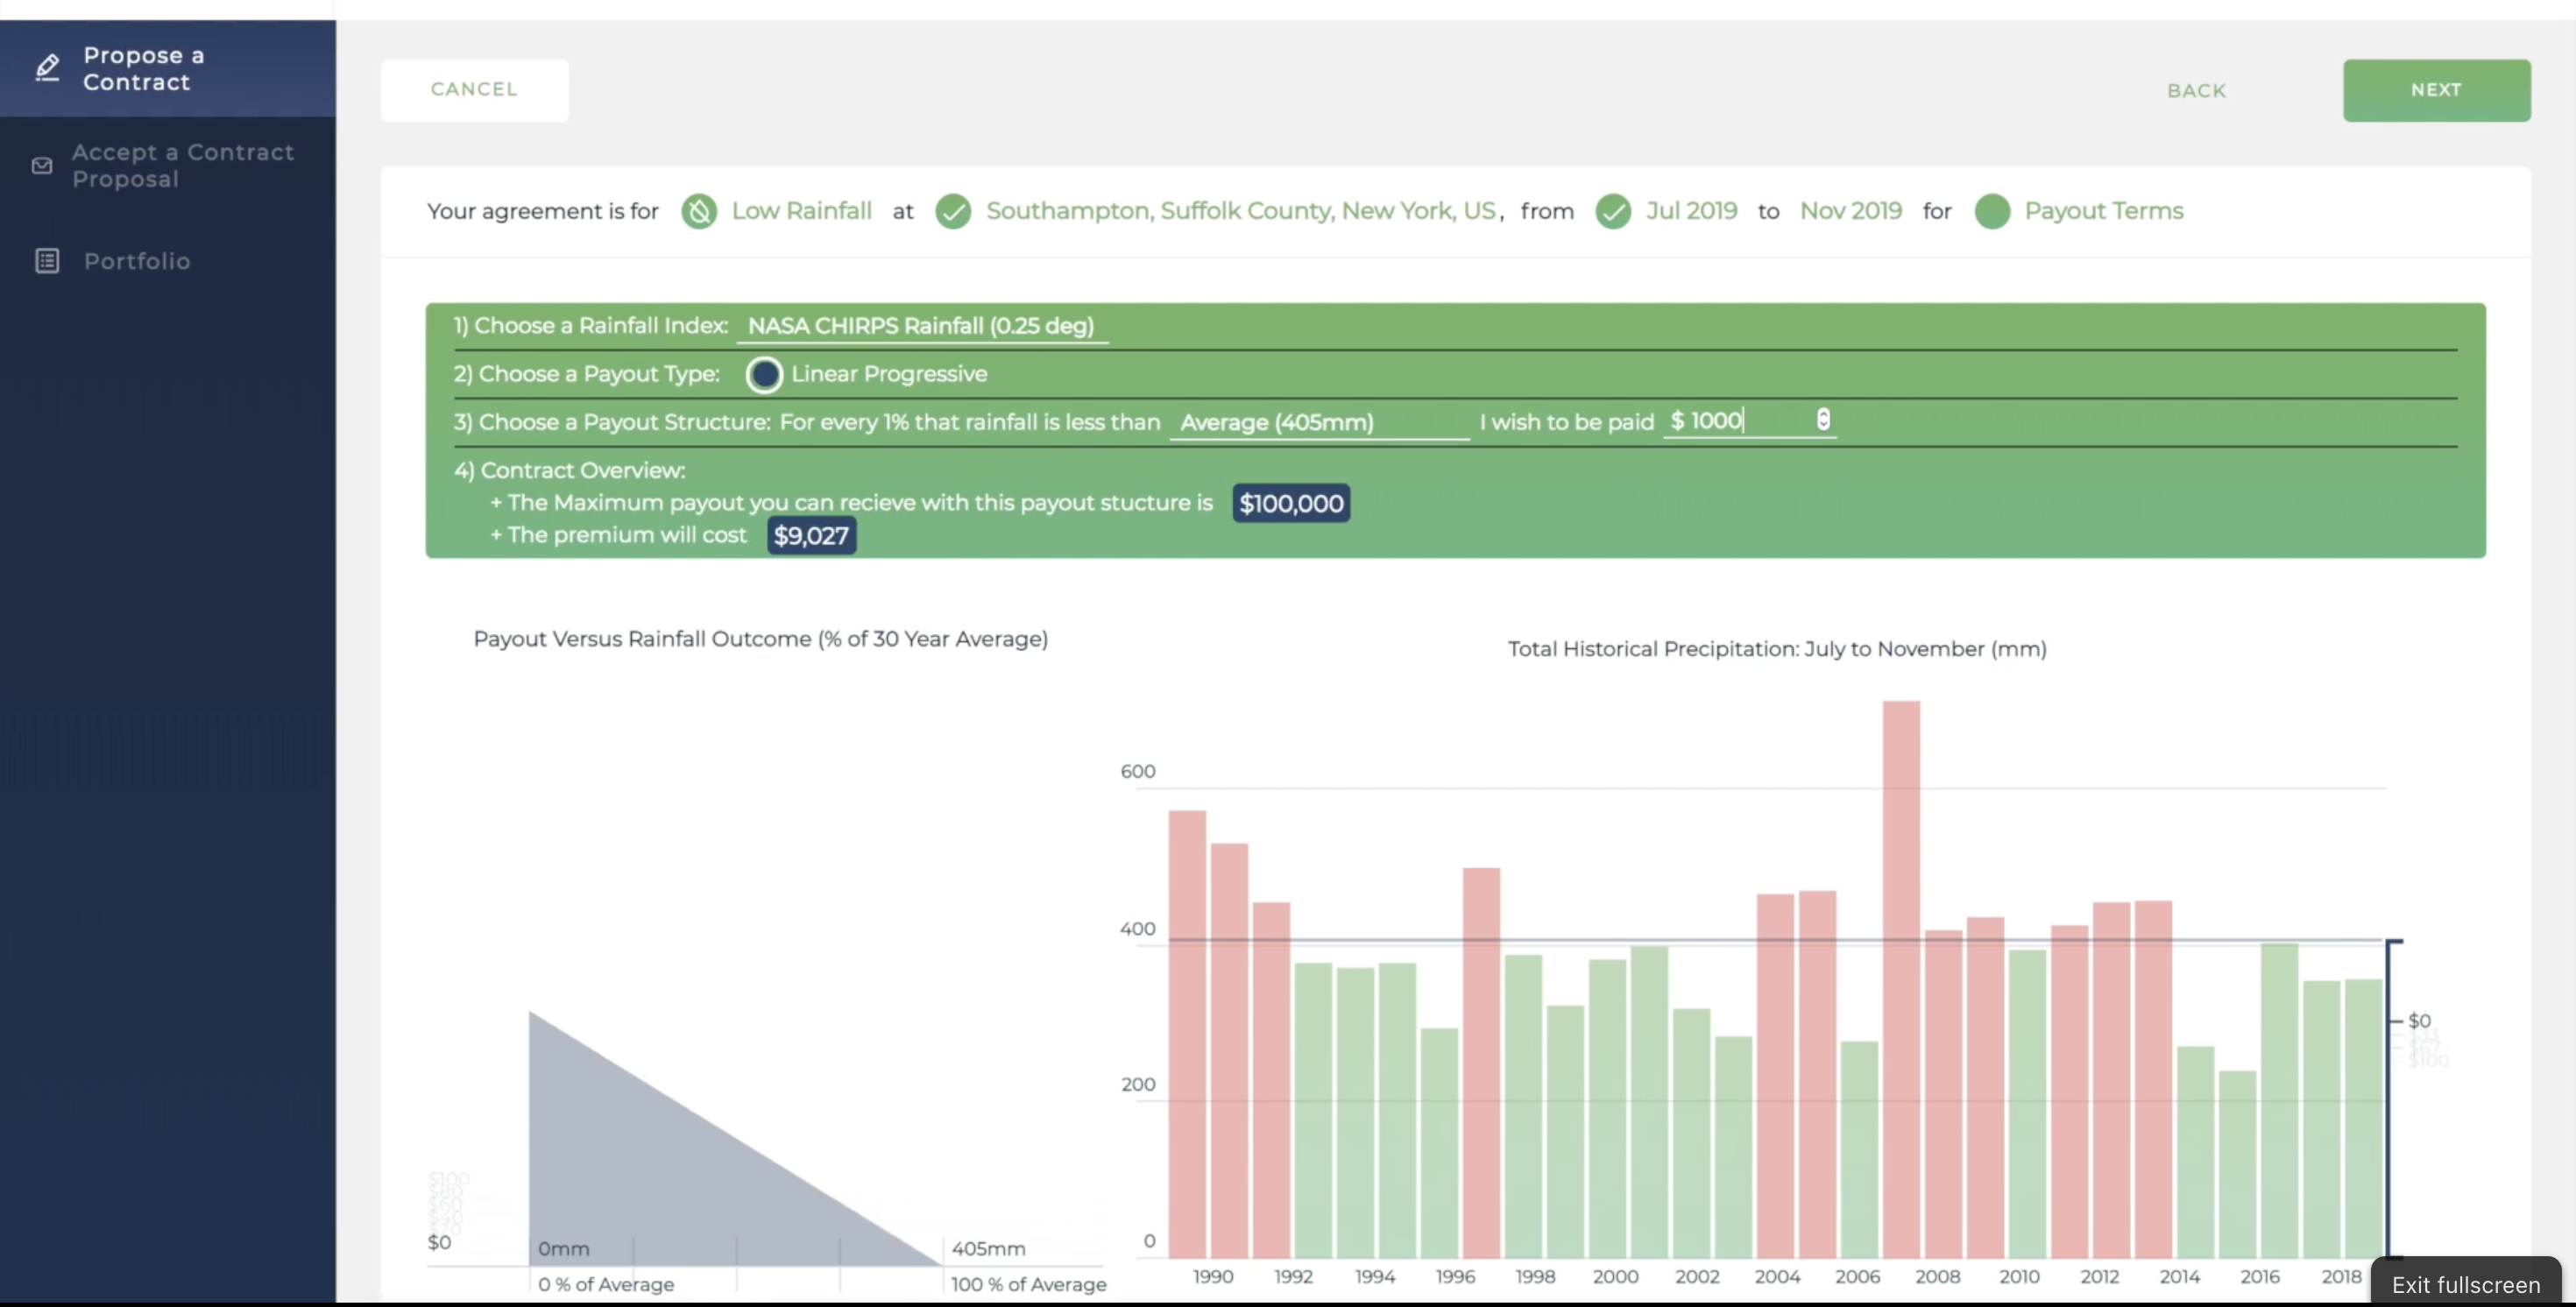 Propose a
Contract
Accept a Contract
Proposal
Portfolio
CANCEL
BACK
NEXT
Your agreement is for Low Rainfall at Southampton, Suffolk County, New York, US, from Jul 2019 to Nov 2019 for Payout Terms
1) Choose a Rainfall Index: NASA CHIRPS Rainfall (0.25 deg)
2) Choose a Payout Type: Linear Progressive
3) Choose a Payout Structure: For every 1% that rainfall is less than Average (405mm) I wish to be paid $ 1000
4) Contract Overview:
+ The Maximum payout you can recieve with this payout stucture is $100,000
+ The premium will cost $9,027
Payout Versus Rainfall Outcome (% of 30 Year Average)
$100
$80
$60
$40
$0
0mm
405mm
0 % of Average
100 % of Average
Total Historical Precipitation: July to November (mm)
600
400
200
0
$0
$67
$100
1990 1992 1994 1996 1998 2000 2002 2004 2006 2008 2010 2012 2014 2016 2018
Exit fullscreen